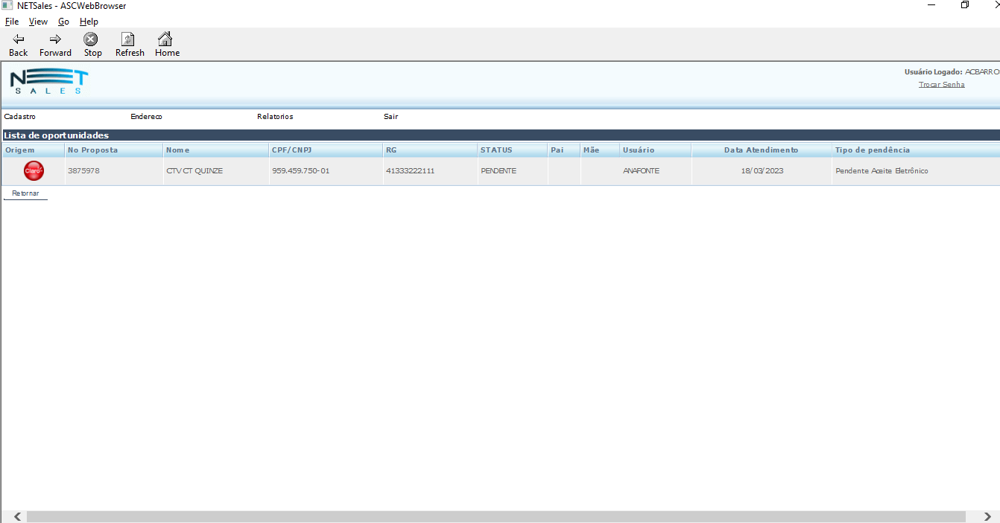 NETSales - ASCWebBrowser
File View Go Help
Back Forward Stop Refresh Home
NET
SALES
Usuário Logado: ACBARRO
Trocar Senha
Cadastro Endereco Relatorios Sair
Lista de oportunidades
Origem No Proposta Nome CPF/CNPJ RG STATUS Pai Mãe Usuário Data Atendimento Tipo de pendência
Claro 3875978 CTV CT QUINZE 959.459.750-01 41333222111 PENDENTE ANAFONTE 18/03/2023 Pendente Aceite Eletrônico
Retornar